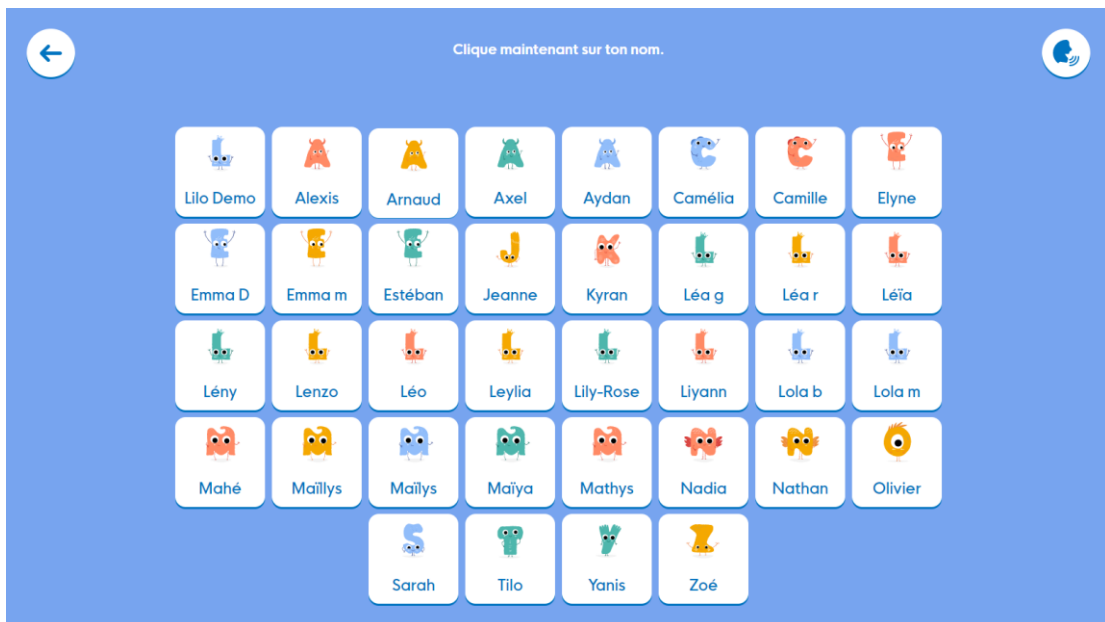 Clique maintenant sur ton nom.
Lilo Demo Alexis Arnaud Axel Aydan Camélia Camille Elyne
Emma D Emma m Estéban Jeanne Kyran Léa g Léa r Léïa
Lény Lenzo Léo Leylia Lily-Rose Liyann Lola b Lola m
Mahé Maïllys Maïlys Maïya Mathys Nadia Nathan Olivier
Sarah Tilo Yanis Zoé